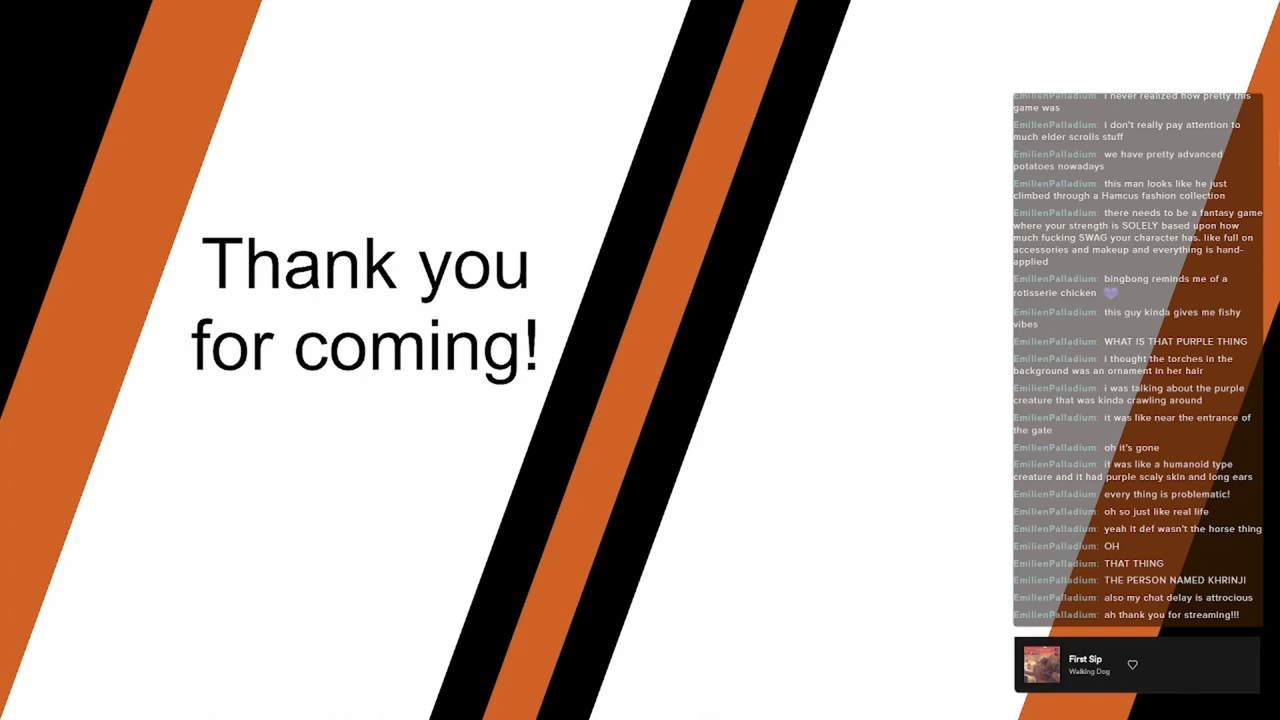 Thank you
for coming!
EmilienPalladium: i never realized how pretty this
game was
EmilienPalladium: I don't really pay attention to
much elder scrolls stuff
EmilienPalladium: we have pretty advanced
potatoes nowadays
EmilienPalladium: this man looks like he just
climbed through a Hamcus fashion collection
EmilienPalladium: there needs to be a fantasy game
where your strength is SOLELY based upon how
much fucking SWAG your character has. like full on
accessories and makeup and everything is hand-
applied
EmilienPalladium: bingbong reminds me of a
rotisserie chicken 💜
EmilienPalladium: this guy kinda gives me fishy
vibes
EmilienPalladium: WHAT IS THAT PURPLE THING
EmilienPalladium: I thought the torches in the
background was an ornament in her hair
EmilienPalladium: i was talking about the purple
creature that was kinda crawling around
EmilienPalladium: it was like near the entrance of
the gate
EmilienPalladium: oh it's gone
EmilienPalladium: it was like a humanoid type
creature and it had purple scaly skin and long ears
EmilienPalladium: every thing is problematic!
EmilienPalladium: oh so just like real life
EmilienPalladium: yeah it def wasn't the horse thing
EmilienPalladium: OH
EmilienPalladium: THAT THING
EmilienPalladium: THE PERSON NAMED KHRINJI
EmilienPalladium: also my chat delay is attrocious
EmilienPalladium: ah thank you for streaming!!!
First Sip
Walking Dog